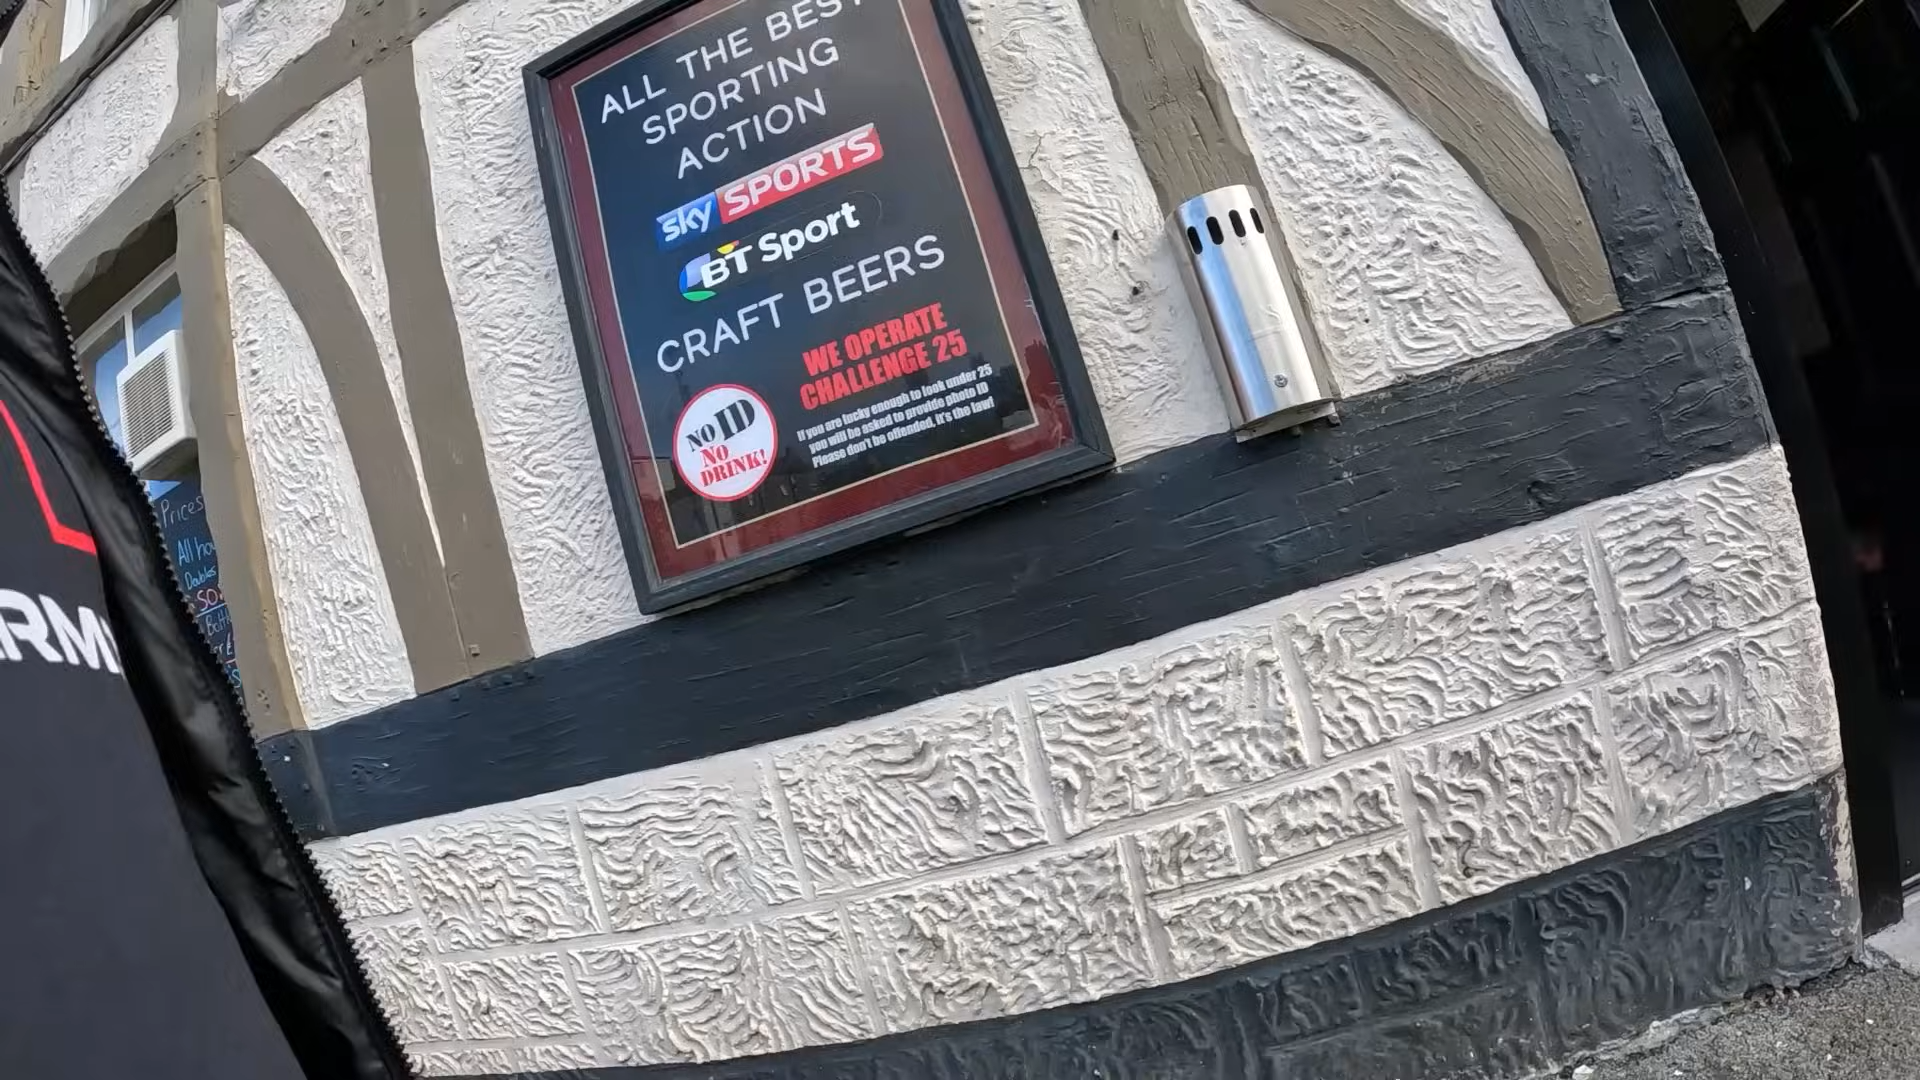 ALL THE BEST
SPORTING
ACTION
sky SPORTS
BT Sport
CRAFT BEERS
WE OPERATE
CHALLENGE 25
If you are lucky enough to look under 25
you will be asked to provide photo ID
Please don't be offended, it's the law!
NO ID
NO
DRINK!
Prices
All
Doubles